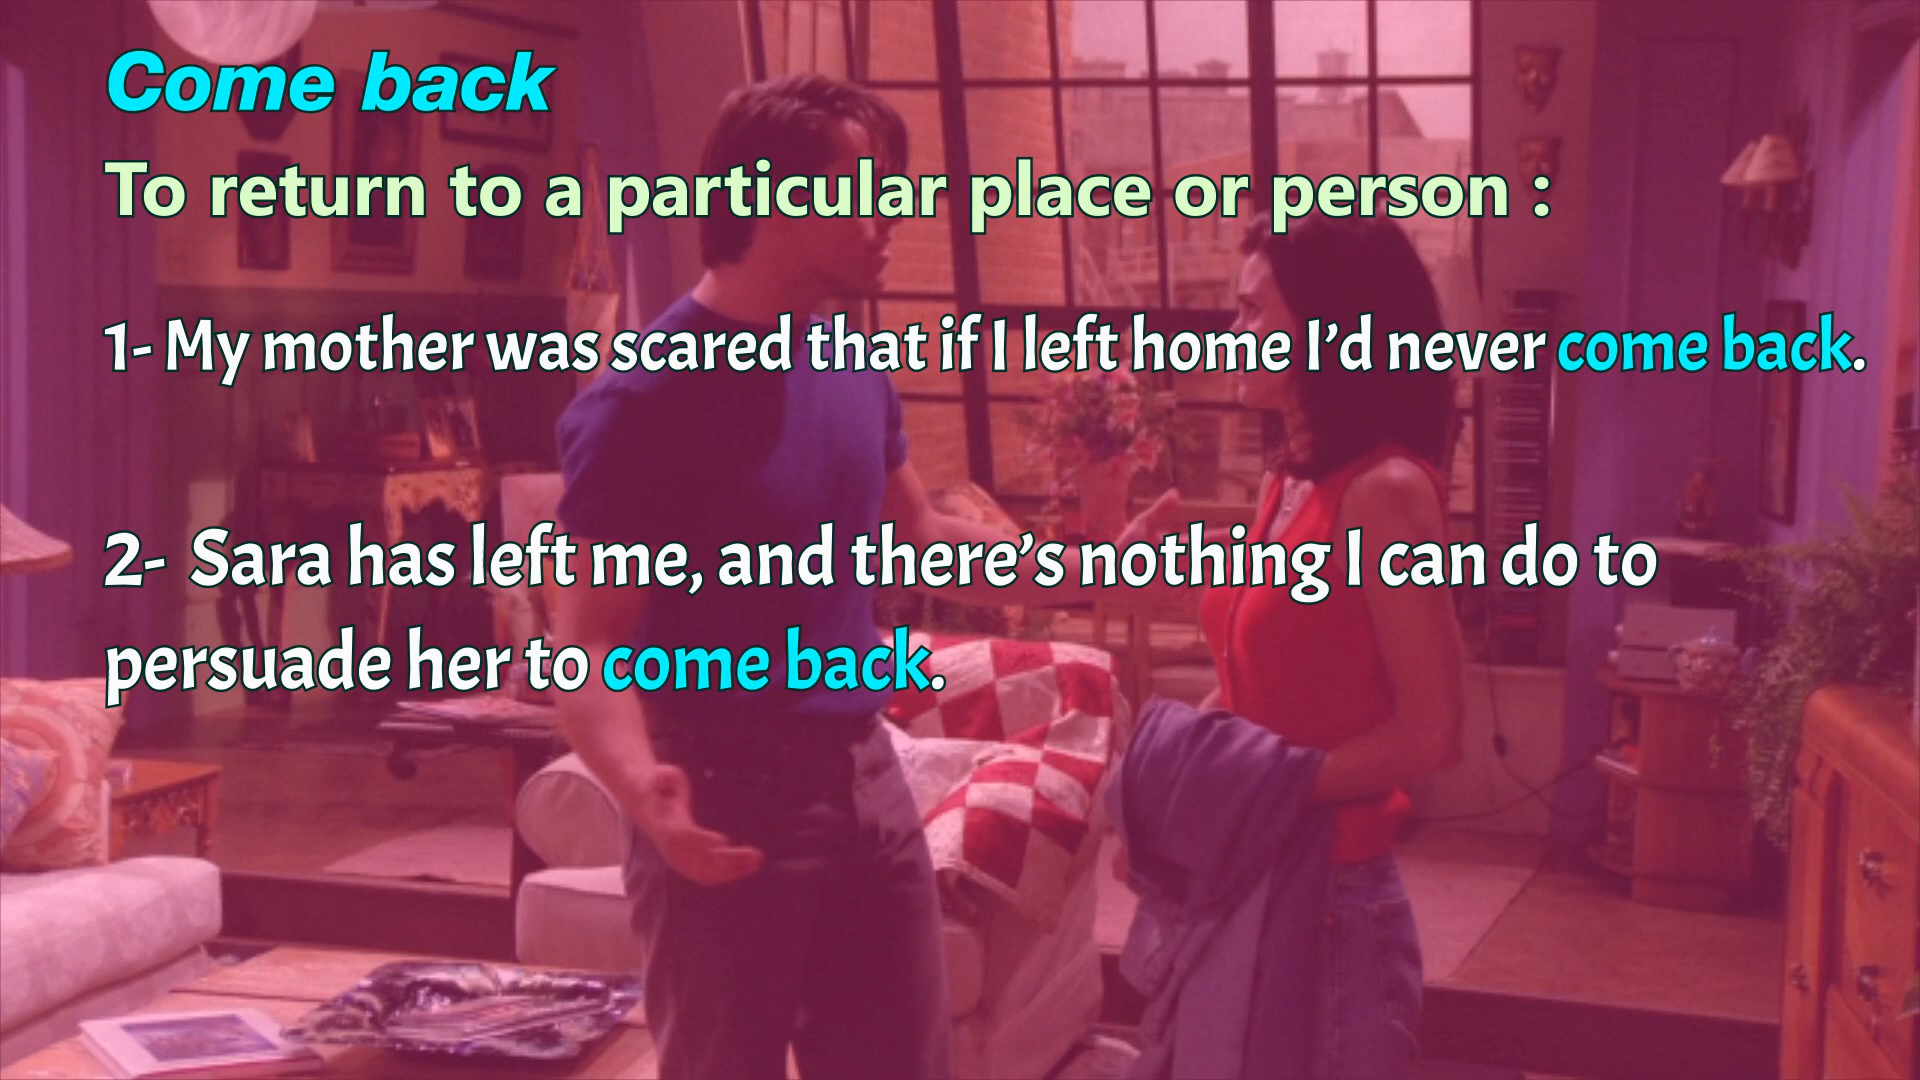 Come back
To return to a particular place or person :
1- My mother was scared that if I left home I’d never come back.
2- Sara has left me, and there’s nothing I can do to
persuade her to come back.